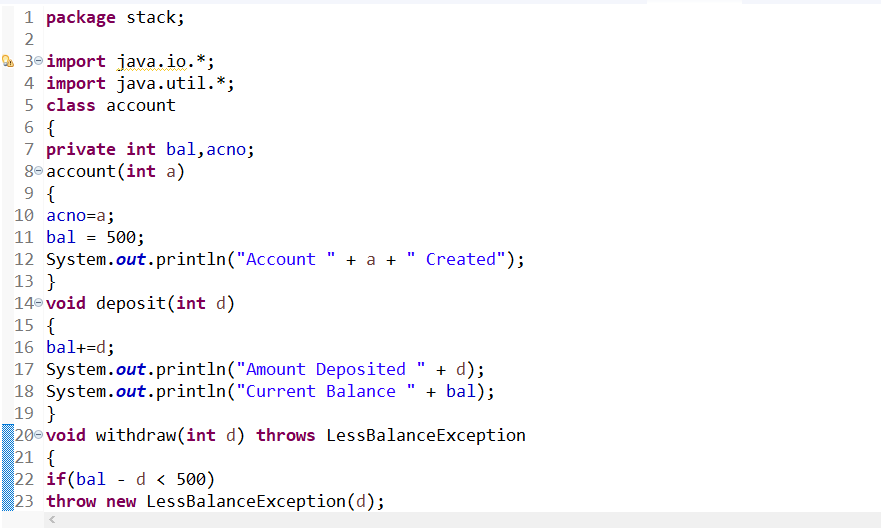 1 package stack;
2
3 import java.io.*;
4 import java.util.*;
5 class account
6 {
7 private int bal,acno;
8 account(int a)
9 {
10 acno=a;
11 bal = 500;
12 System.out.println("Account " + a + " Created");
13 }
14 void deposit(int d)
15 {
16 bal+=d;
17 System.out.println("Amount Deposited " + d);
18 System.out.println("Current Balance " + bal);
19 }
20 void withdraw(int d) throws LessBalanceException
21 {
22 if(bal - d < 500)
23 throw new LessBalanceException(d);